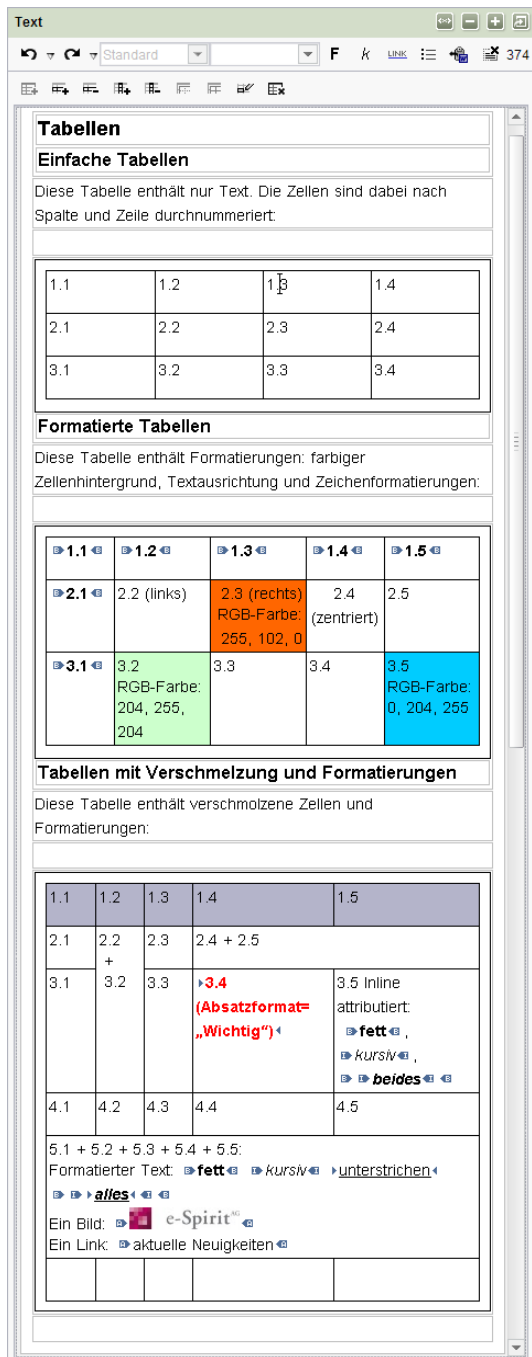 Text
Standard F k LINK 374
Tabellen
Einfache Tabellen
Diese Tabelle enthält nur Text. Die Zellen sind dabei nach
Spalte und Zeile durchnummeriert:
1.1 1.2 1.3 1.4
2.1 2.2 2.3 2.4
3.1 3.2 3.3 3.4
Formatierte Tabellen
Diese Tabelle enthält Formatierungen: farbiger
Zellenhintergrund, Textausrichtung und Zeichenformatierungen:
1.1 1.2 1.3 1.4 1.5
2.1 2.2 (links) 2.3 (rechts) 2.4 2.5
RGB-Farbe: (zentriert)
255, 102, 0
3.1 3.2 3.3 3.4 3.5
RGB-Farbe: RGB-Farbe:
204, 255, 0, 204, 255
204
Tabellen mit Verschmelzung und Formatierungen
Diese Tabelle enthält verschmolzene Zellen und
Formatierungen:
1.1 1.2 1.3 1.4 1.5
2.1 2.2 2.3 2.4 + 2.5
+
3.1 3.2 3.3 3.4 3.5 Inline
(Absatzformat= attributiert:
„Wichtig“) fett ,
kursiv ,
beides
4.1 4.2 4.3 4.4 4.5
5.1 + 5.2 + 5.3 + 5.4 + 5.5:
Formatierter Text: fett kursiv unterstrichen
alles
Ein Bild: e-Spirit AG
Ein Link: aktuelle Neuigkeiten